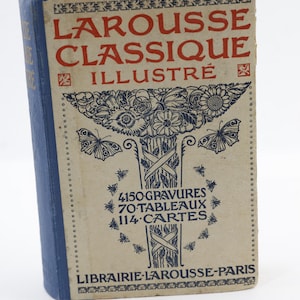 LAROUSSE
CLASSIQUE
ILLUSTRÉ
4150 GRAVURES
70·TABLEAUX
114·CARTES
LIBRAIRIE·LAROUSSE·PARIS